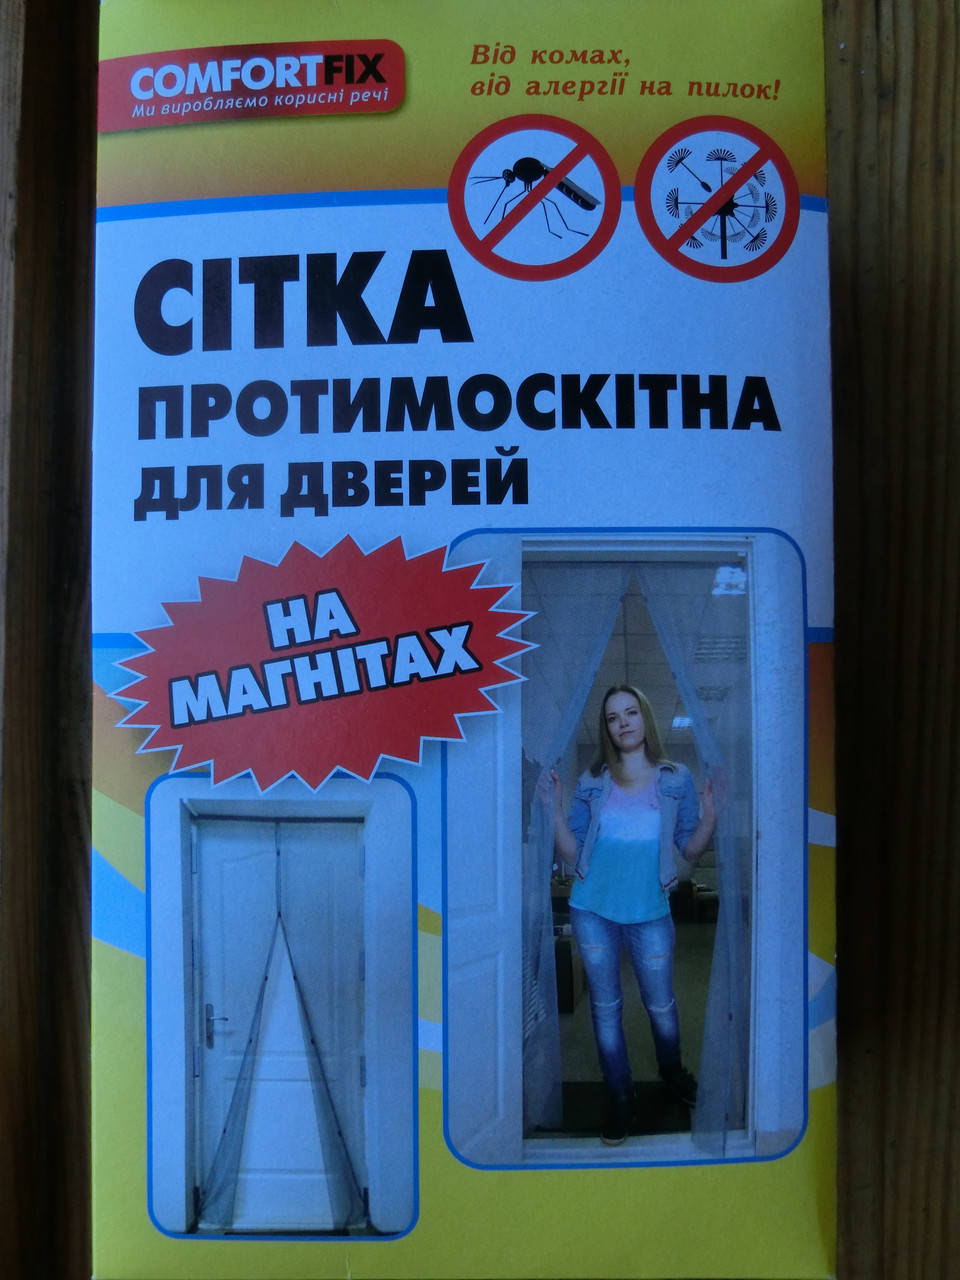 COMFORTFIX
Ми виробляємо корисні речі
Від комах,
від алергії на пилок!
СІТКА
ПРОТИМОСКІТНА
ДЛЯ ДВЕРЕЙ
НА
МАГНІТАХ